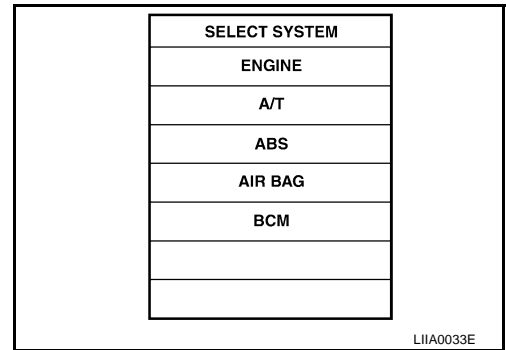 SELECT SYSTEM
ENGINE
A/T
ABS
AIR BAG
BCM
LIIA0033E